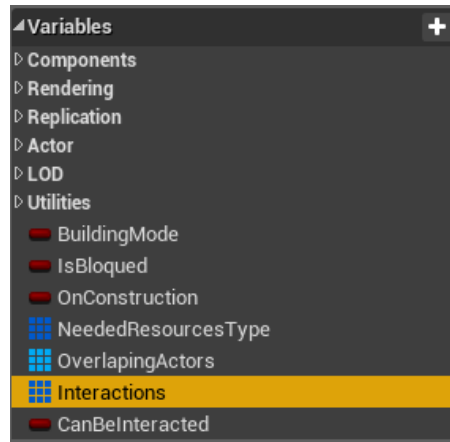 Variables
Components
Rendering
Replication
Actor
LOD
Utilities
BuildingMode
IsBloqued
OnConstruction
NeededResourcesType
OverlapingActors
Interactions
CanBeInteracted